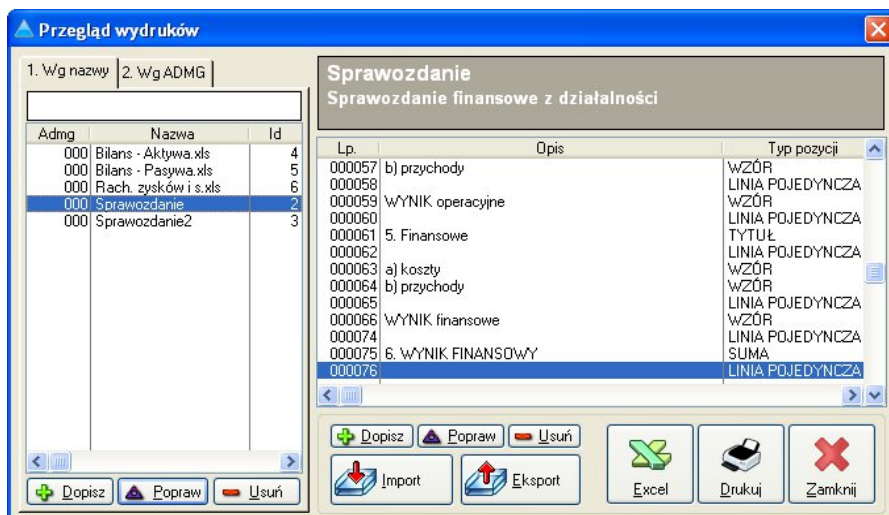 Przegląd wydruków
1. Wg nazwy 2. Wg ADMG
Admg Nazwa Id
000 Bilans - Aktywa.xls 4
000 Bilans - Pasywa.xls 5
000 Rach. zysków i s.xls 6
000 Sprawozdanie 2
000 Sprawozdanie2 3
Dopisz Popraw Usuń
Sprawozdanie
Sprawozdanie finansowe z działalności
Lp. Opis Typ pozycji
000057 b) przychody WZÓR
000058 LINIA POJEDYNCZA
000059 WYNIK operacyjne WZÓR
000060 LINIA POJEDYNCZA
000061 5. Finansowe TYTUŁ
000062 LINIA POJEDYNCZA
000063 a) koszty WZÓR
000064 b) przychody WZÓR
000065 LINIA POJEDYNCZA
000066 WYNIK finansowe WZÓR
000074 LINIA POJEDYNCZA
000075 6. WYNIK FINANSOWY SUMA
000076 LINIA POJEDYNCZA
Dopisz Popraw Usuń
Import Eksport
Excel Drukuj Zamknij